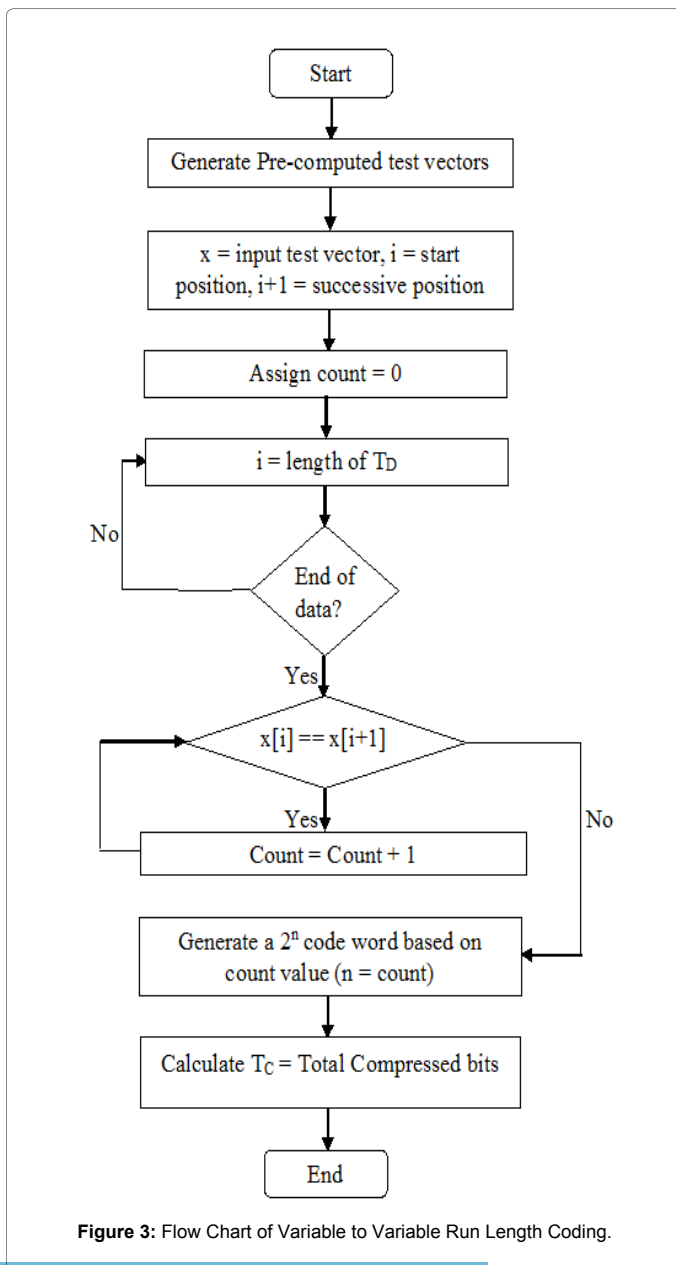 Start
Generate Pre-computed test vectors
x = input test vector, i = start
position, i+1 = successive position
Assign count = 0
i = length of TD
No
End of
data?
Yes
x[i] == x[i+1]
Yes
No
Count = Count + 1
Generate a 2ⁿ code word based on
count value (n = count)
Calculate TC = Total Compressed bits
End
Figure 3: Flow Chart of Variable to Variable Run Length Coding.